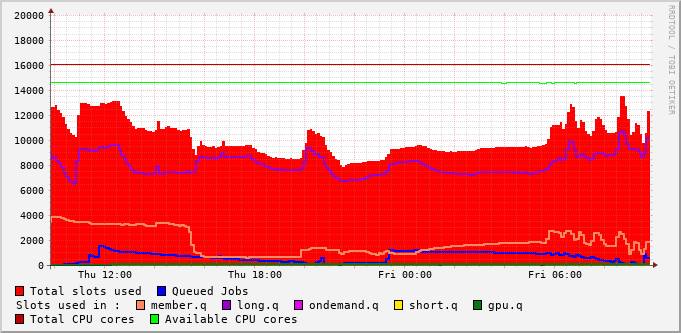 20000
18000
16000
14000
12000
10000
8000
6000
4000
2000
0
Thu 12:00 Thu 18:00 Fri 00:00 Fri 06:00
Total slots used Queued Jobs
Slots used in : member.q long.q ondemand.q short.q gpu.q
Total CPU cores Available CPU cores
RRDTOOL / TOBI OETIKER